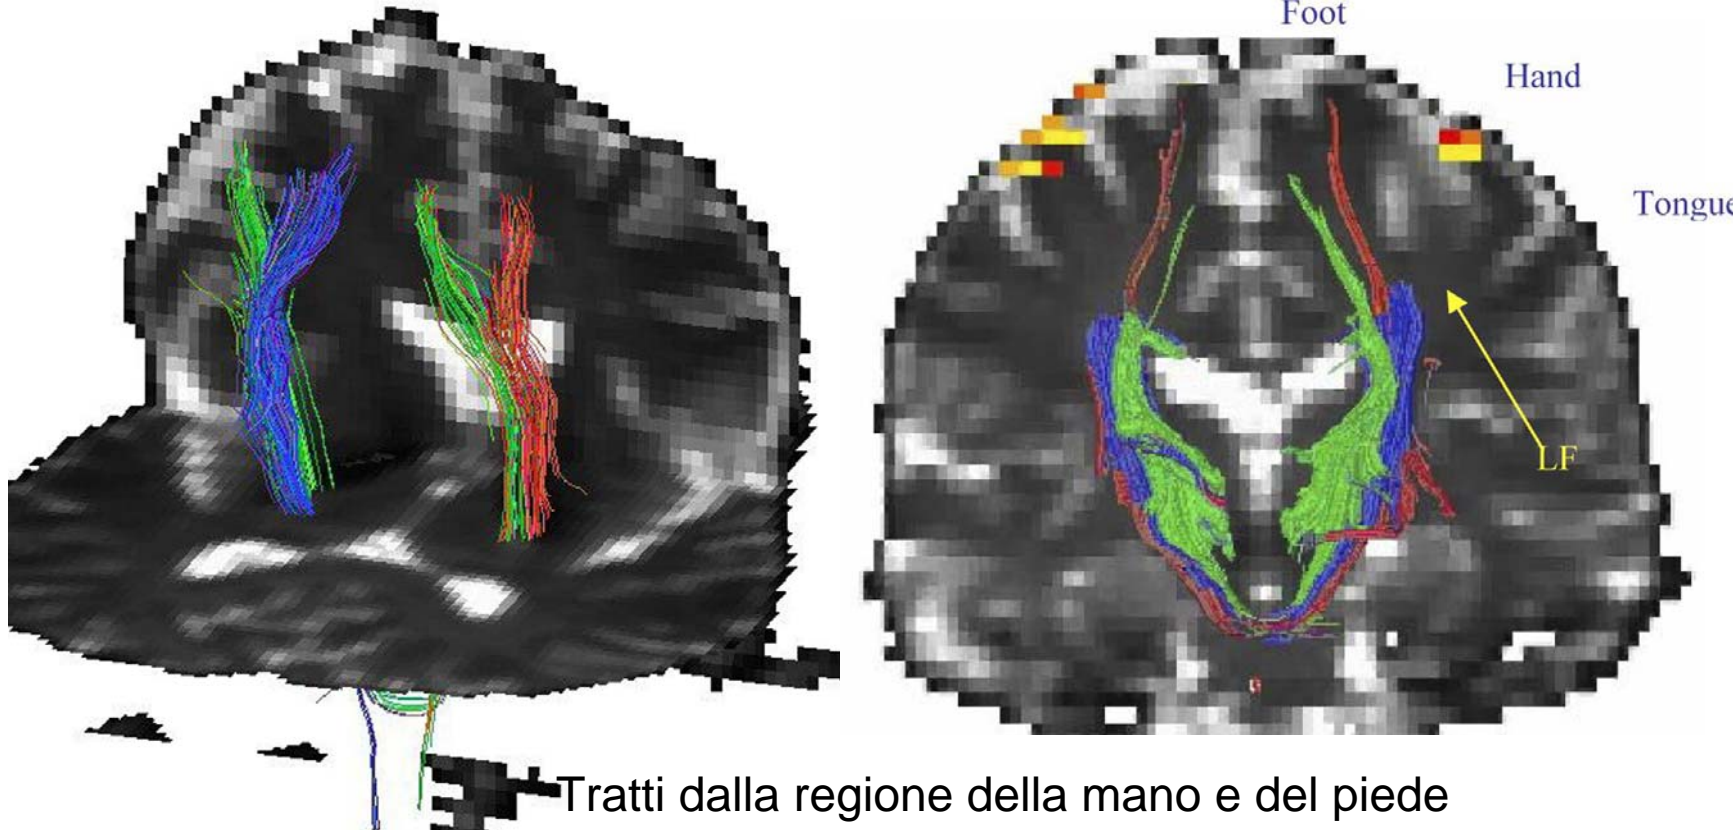 Foot
Hand
Tongue
LF
Tratti dalla regione della mano e del piede